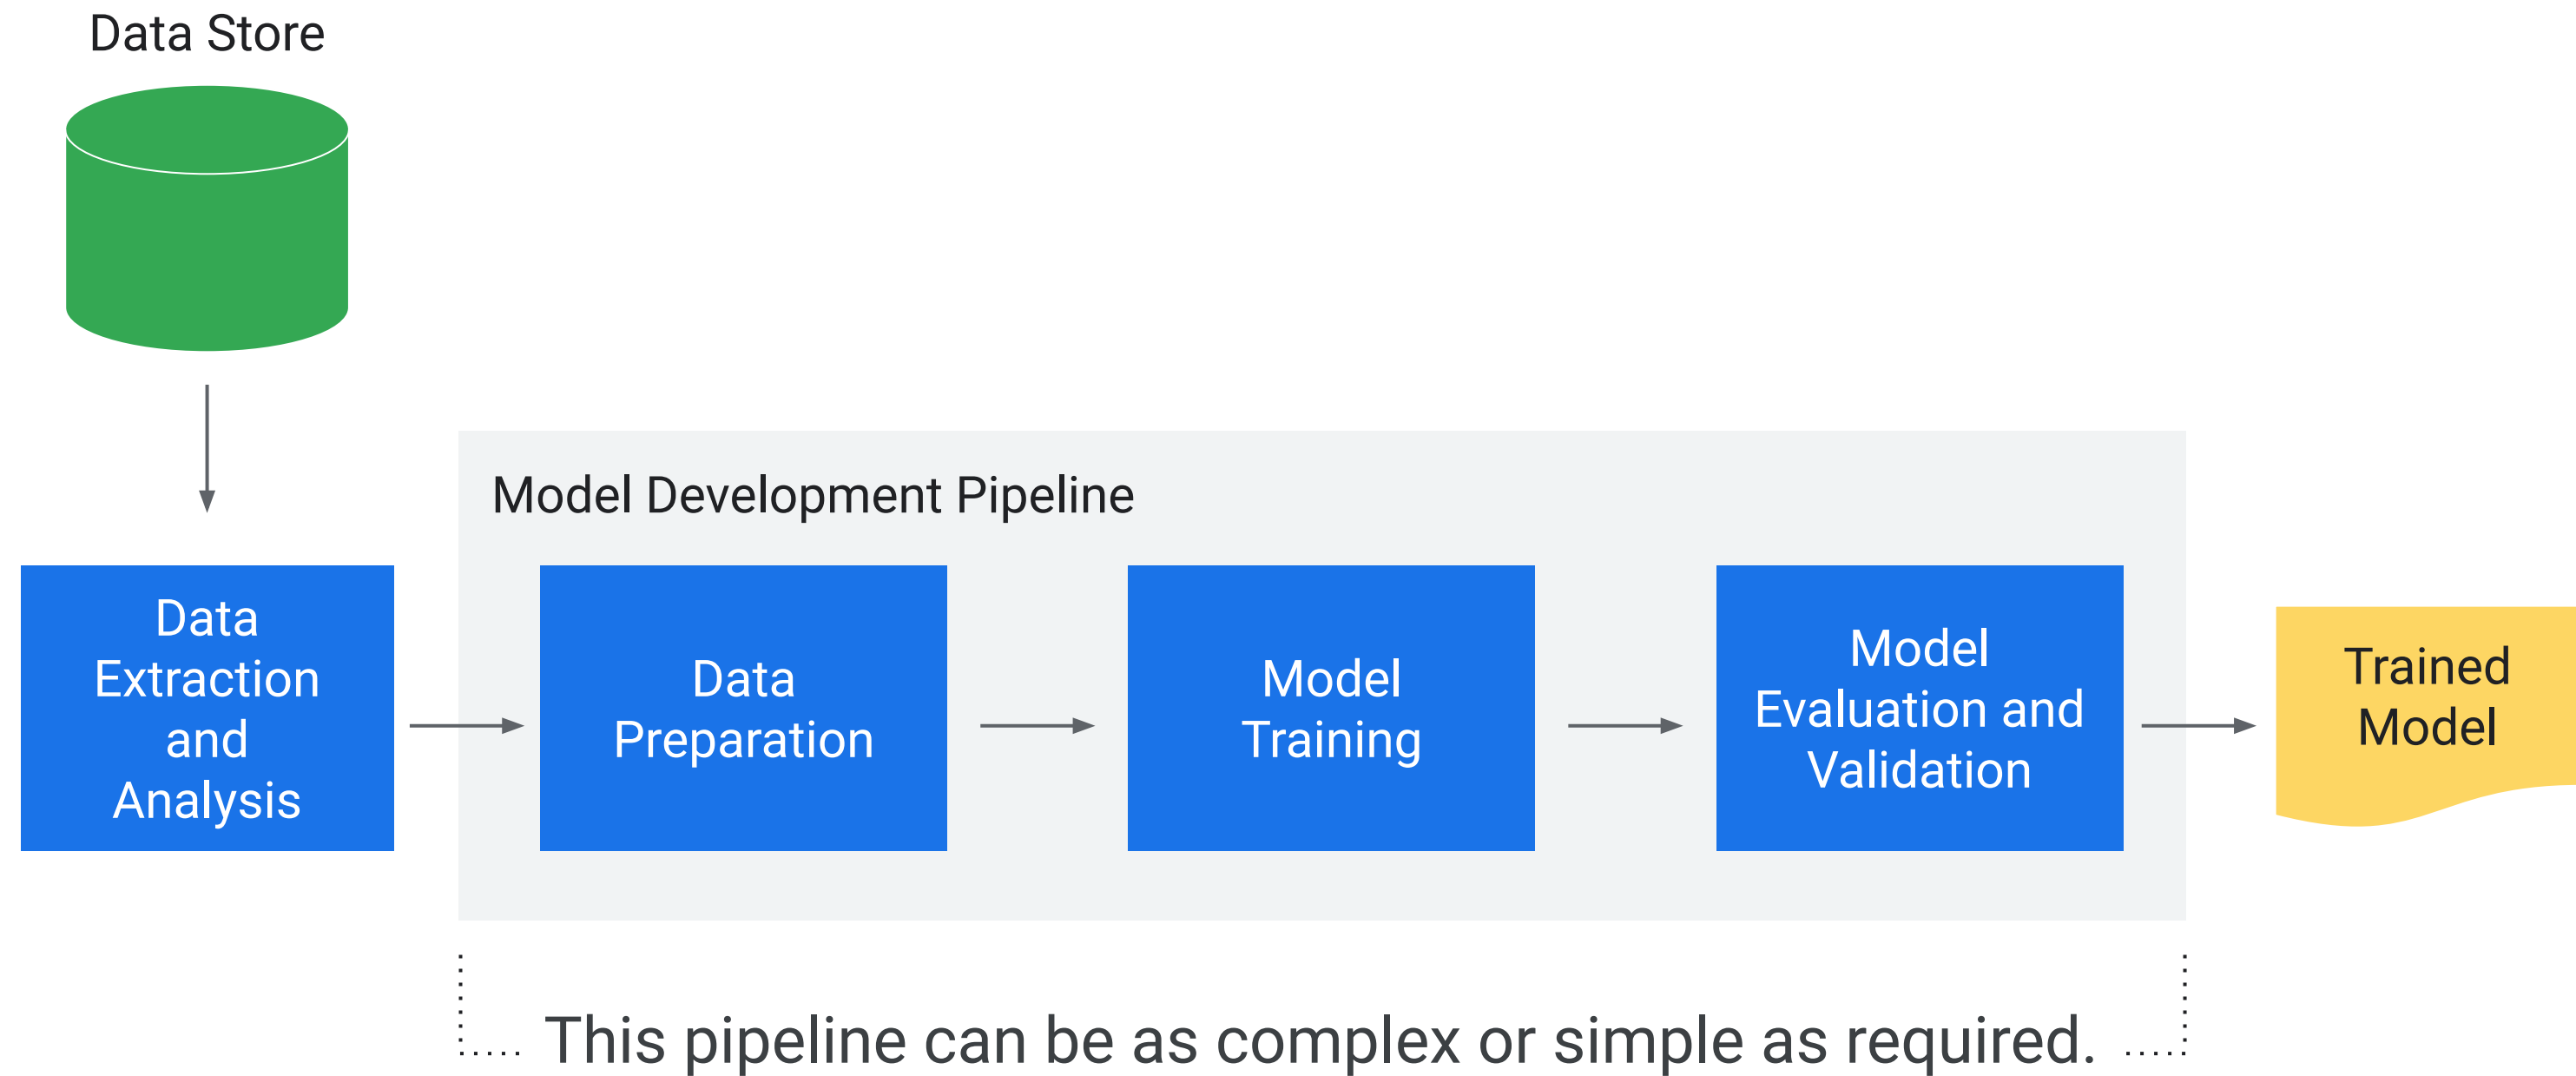 Data Store
Model Development Pipeline
Data
Extraction
and
Analysis
Data
Preparation
Model
Training
Model
Evaluation and
Validation
Trained
Model
This pipeline can be as complex or simple as required.